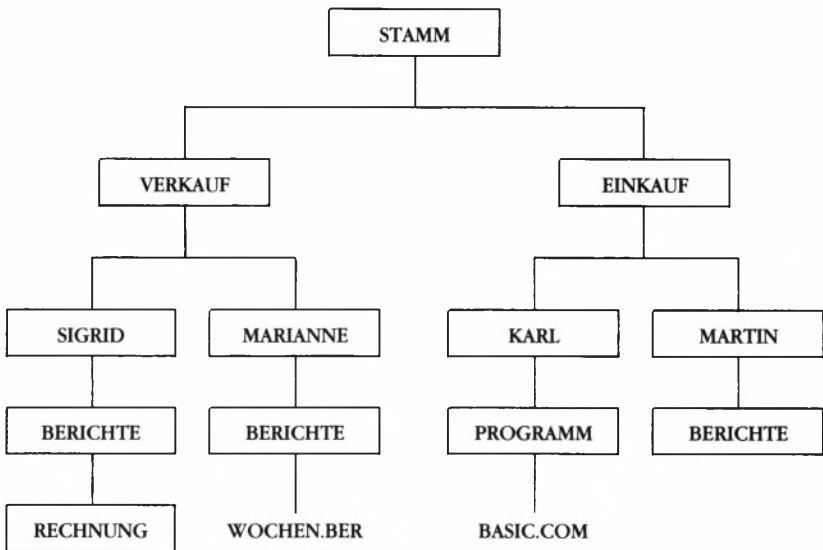 STAMM
VERKAUF EINKAUF
SIGRID MARIANNE KARL MARTIN
BERICHTE BERICHTE PROGRAMM BERICHTE
RECHNUNG WOCHEN.BER BASIC.COM